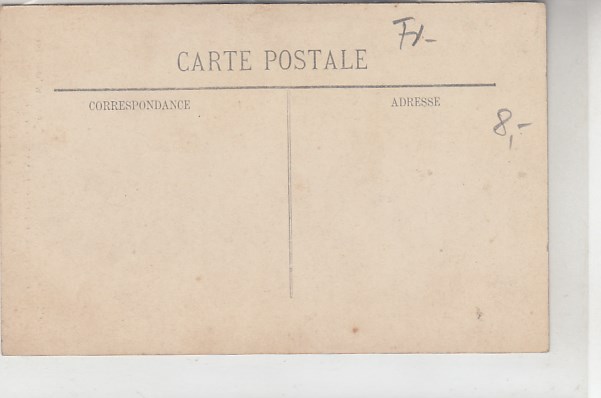 Fr-
CARTE POSTALE
CORRESPONDANCE
ADRESSE
8,-